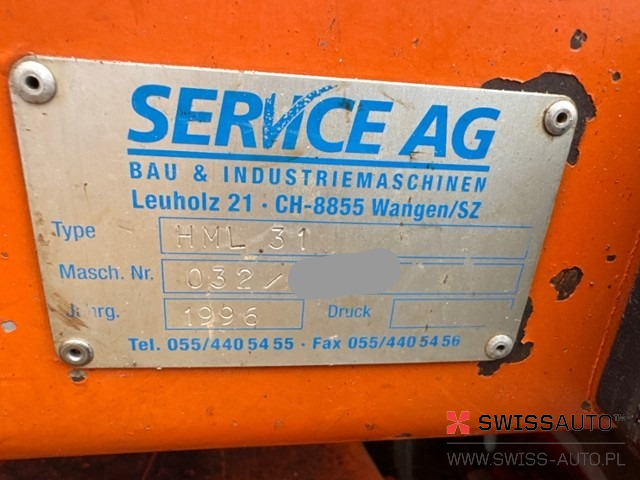 SERVICE AG
BAU & INDUSTRIEMASCHINEN
Leuholz 21 · CH-8855 Wangen/SZ
Type HML 31
Masch. Nr. 032/
Jahrg. 1996 Druck
Tel. 055/440 54 55 · Fax 055/440 54 56
SWISSAUTO
WWW.SWISS-AUTO.PL